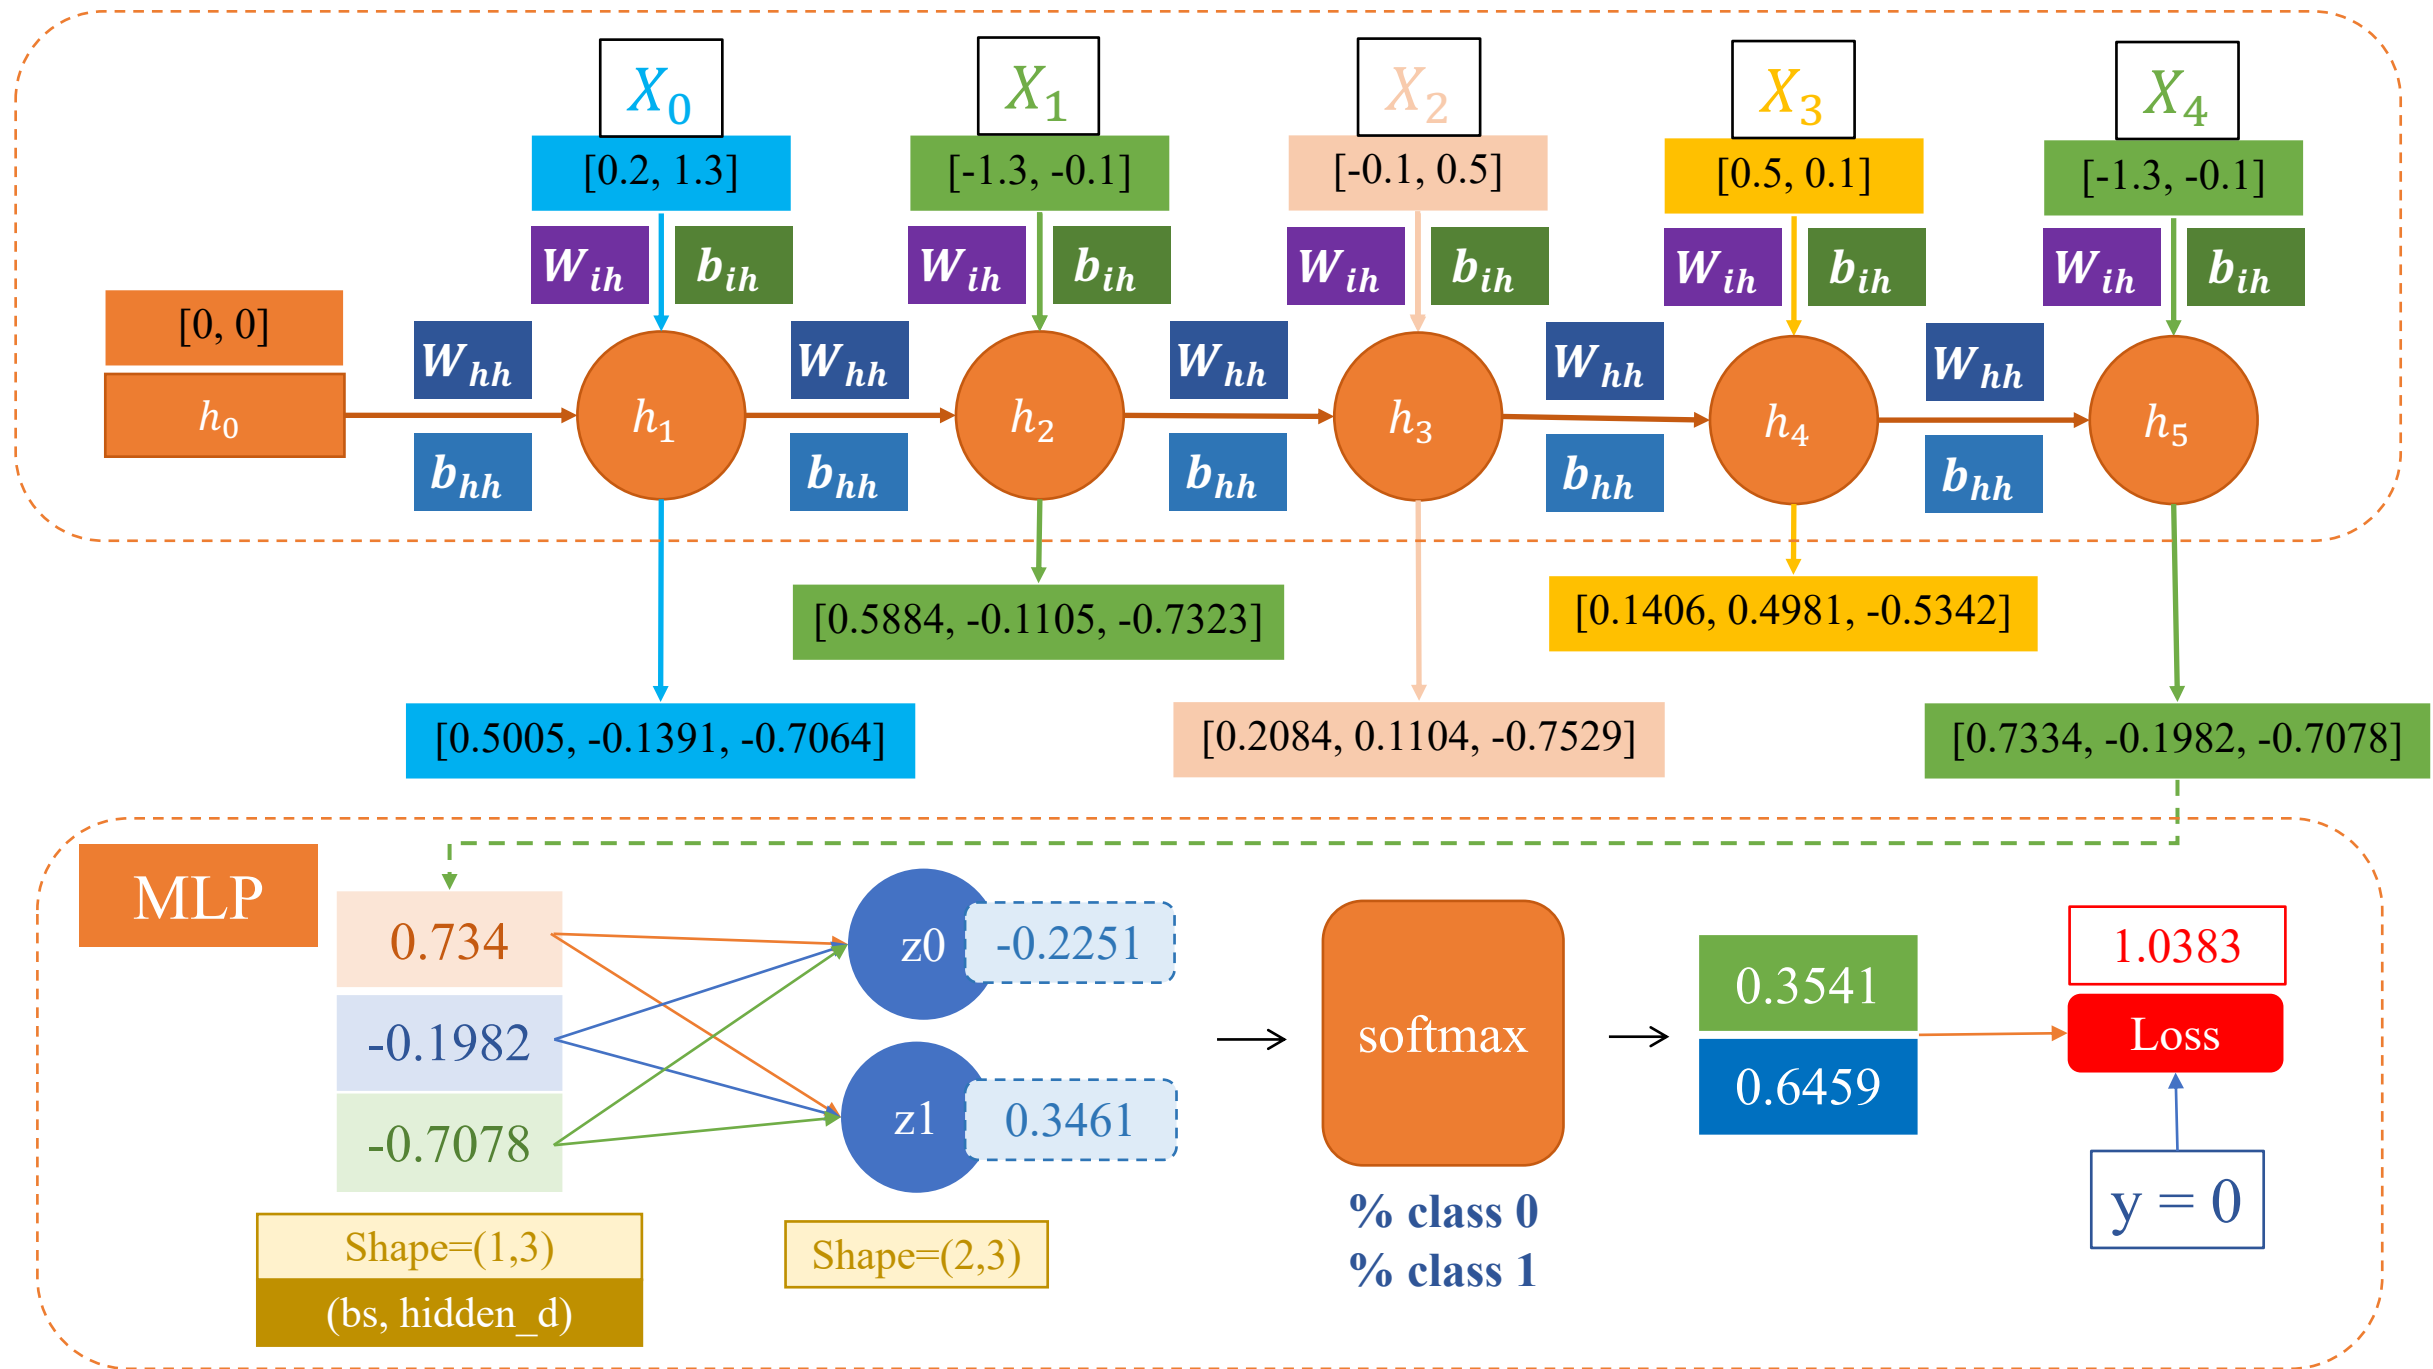 X0 X1 X2 X3 X4
[0.2, 1.3] [-1.3, -0.1] [-0.1, 0.5] [0.5, 0.1] [-1.3, -0.1]
Wih bih Wih bih Wih bih Wih bih Wih bih
[0, 0]
Whh Whh Whh Whh Whh
h0 h1 h2 h3 h4 h5
bhh bhh bhh bhh bhh
[0.5884, -0.1105, -0.7323] [0.1406, 0.4981, -0.5342]
[0.5005, -0.1391, -0.7064] [0.2084, 0.1104, -0.7529] [0.7334, -0.1982, -0.7078]
MLP
0.734
-0.1982
-0.7078
Shape=(1,3)
(bs, hidden_d)
z0 -0.2251
z1 0.3461
Shape=(2,3)
softmax
% class 0
% class 1
0.3541
0.6459
1.0383
Loss
y = 0